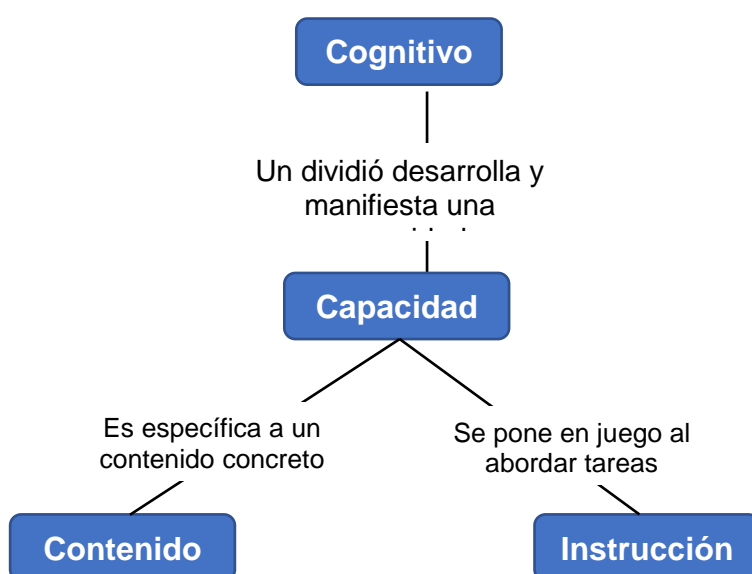 Cognitivo
Un dividió desarrolla y
manifiesta una
Capacidad
Es específica a un
contenido concreto
Se pone en juego al
abordar tareas
Contenido
Instrucción